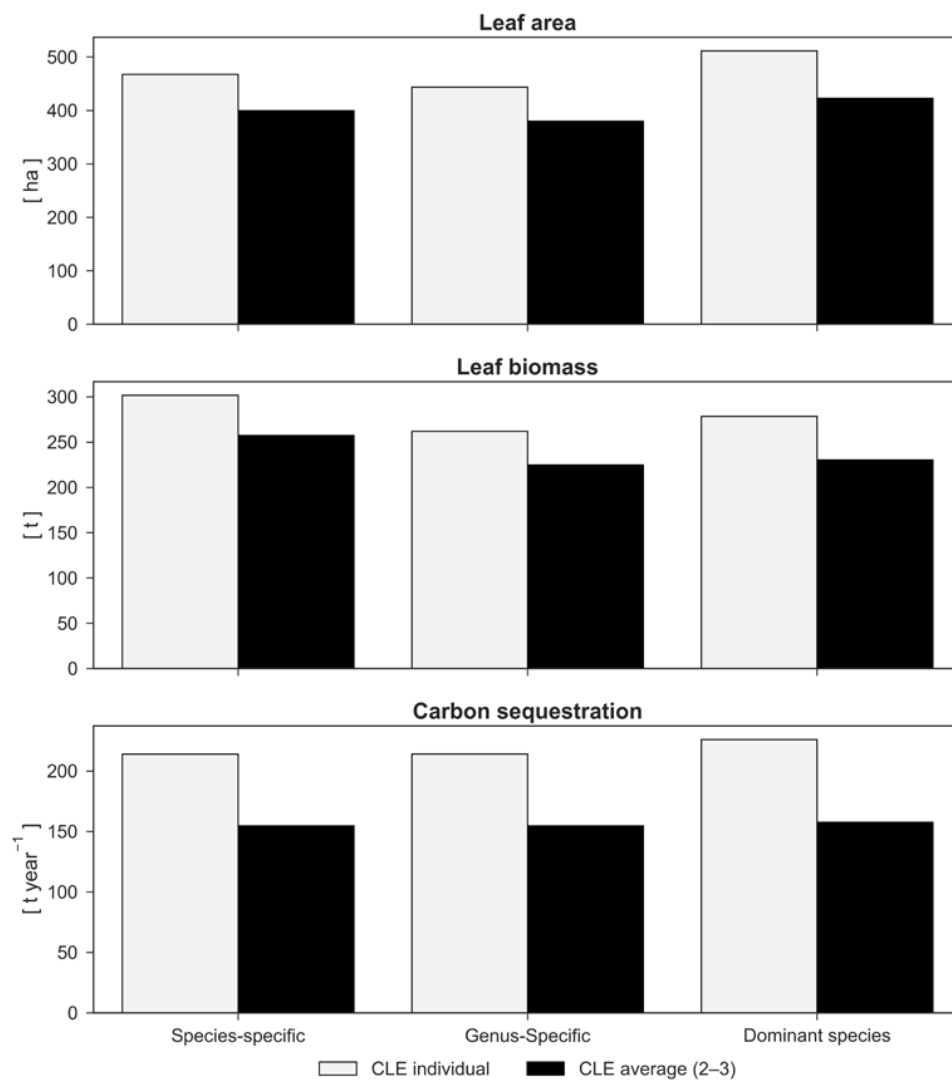 Leaf area
500
400
300
200
100
0
[ ha ]
Leaf biomass
300
250
200
150
100
50
0
[ t ]
Carbon sequestration
200
150
100
50
0
[ t year⁻¹ ]
Species-specific Genus-Specific Dominant species
CLE individual CLE average (2–3)